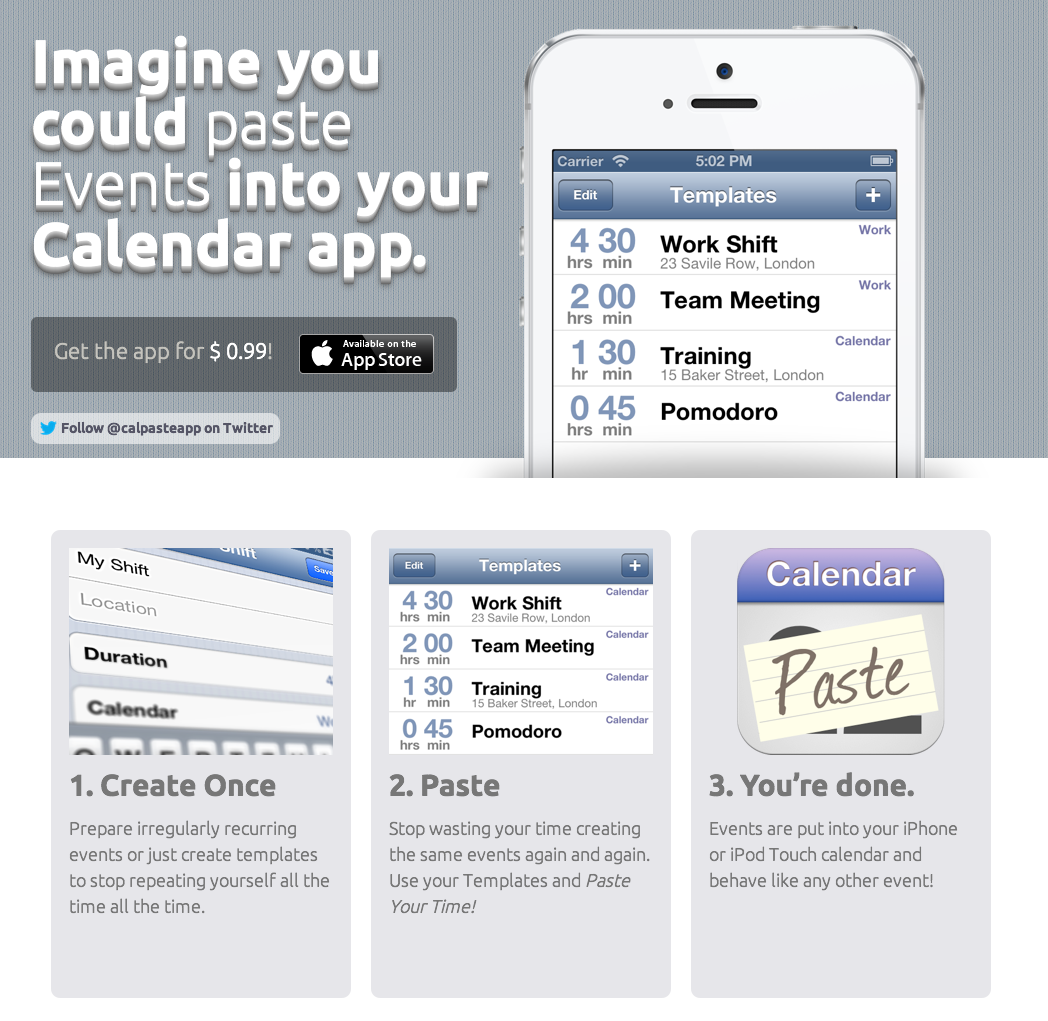 Imagine you
could paste
Events into your
Calendar app.
Get the app for $ 0.99!
Available on the
App Store
Follow @calpasteapp on Twitter
Carrier 5:02 PM
Edit Templates +
4 30 Work Shift Work
hrs min 23 Savile Row, London
2 00 Team Meeting Work
hrs min
1 30 Training Calendar
hr min 15 Baker Street, London
0 45 Pomodoro Calendar
hrs min
Shift
My Shift Save
Location
Duration
4
Calendar
1. Create Once
Prepare irregularly recurring
events or just create templates
to stop repeating yourself all the
time all the time.
Edit Templates +
4 30 Work Shift Calendar
hrs min 23 Savile Row, London
2 00 Team Meeting Calendar
hrs min
1 30 Training Calendar
hr min 15 Baker Street, London
0 45 Pomodoro Calendar
hrs min
2. Paste
Stop wasting your time creating
the same events again and again.
Use your Templates and Paste
Your Time!
Calendar
Paste
3. You’re done.
Events are put into your iPhone
or iPod Touch calendar and
behave like any other event!